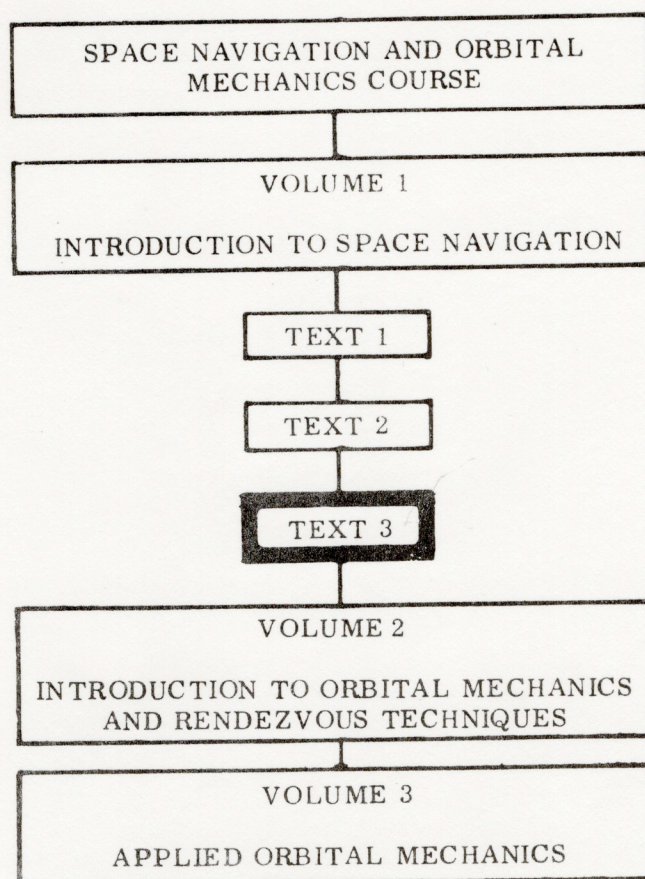 SPACE NAVIGATION AND ORBITAL
MECHANICS COURSE
VOLUME 1
INTRODUCTION TO SPACE NAVIGATION
TEXT 1
TEXT 2
TEXT 3
VOLUME 2
INTRODUCTION TO ORBITAL MECHANICS
AND RENDEZVOUS TECHNIQUES
VOLUME 3
APPLIED ORBITAL MECHANICS